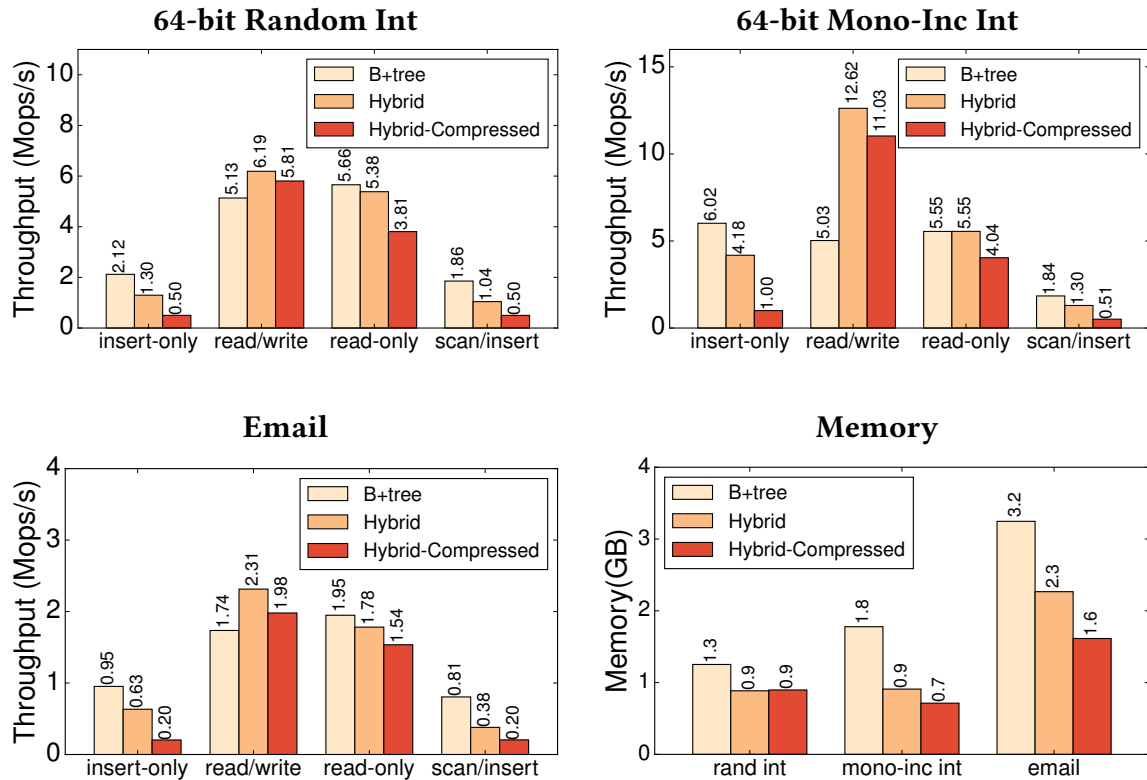 64-bit Random Int
Throughput (Mops/s)
10
8
6
4
2
0
B+tree
Hybrid
Hybrid-Compressed
2.12
1.30
0.50
5.13
6.19
5.81
5.66
5.38
3.81
1.86
1.04
0.50
insert-only read/write read-only scan/insert
64-bit Mono-Inc Int
Throughput (Mops/s)
15
10
5
0
B+tree
Hybrid
Hybrid-Compressed
6.02
4.18
1.00
5.03
12.62
11.03
5.55
5.55
4.04
1.84
1.30
0.51
insert-only read/write read-only scan/insert
Email
Throughput (Mops/s)
4
3
2
1
0
B+tree
Hybrid
Hybrid-Compressed
0.95
0.63
0.20
1.74
2.31
1.98
1.95
1.78
1.54
0.81
0.38
0.20
insert-only read/write read-only scan/insert
Memory
Memory(GB)
4
3
2
1
0
B+tree
Hybrid
Hybrid-Compressed
1.3
0.9
0.9
1.8
0.9
0.7
3.2
2.3
1.6
rand int mono-inc int email